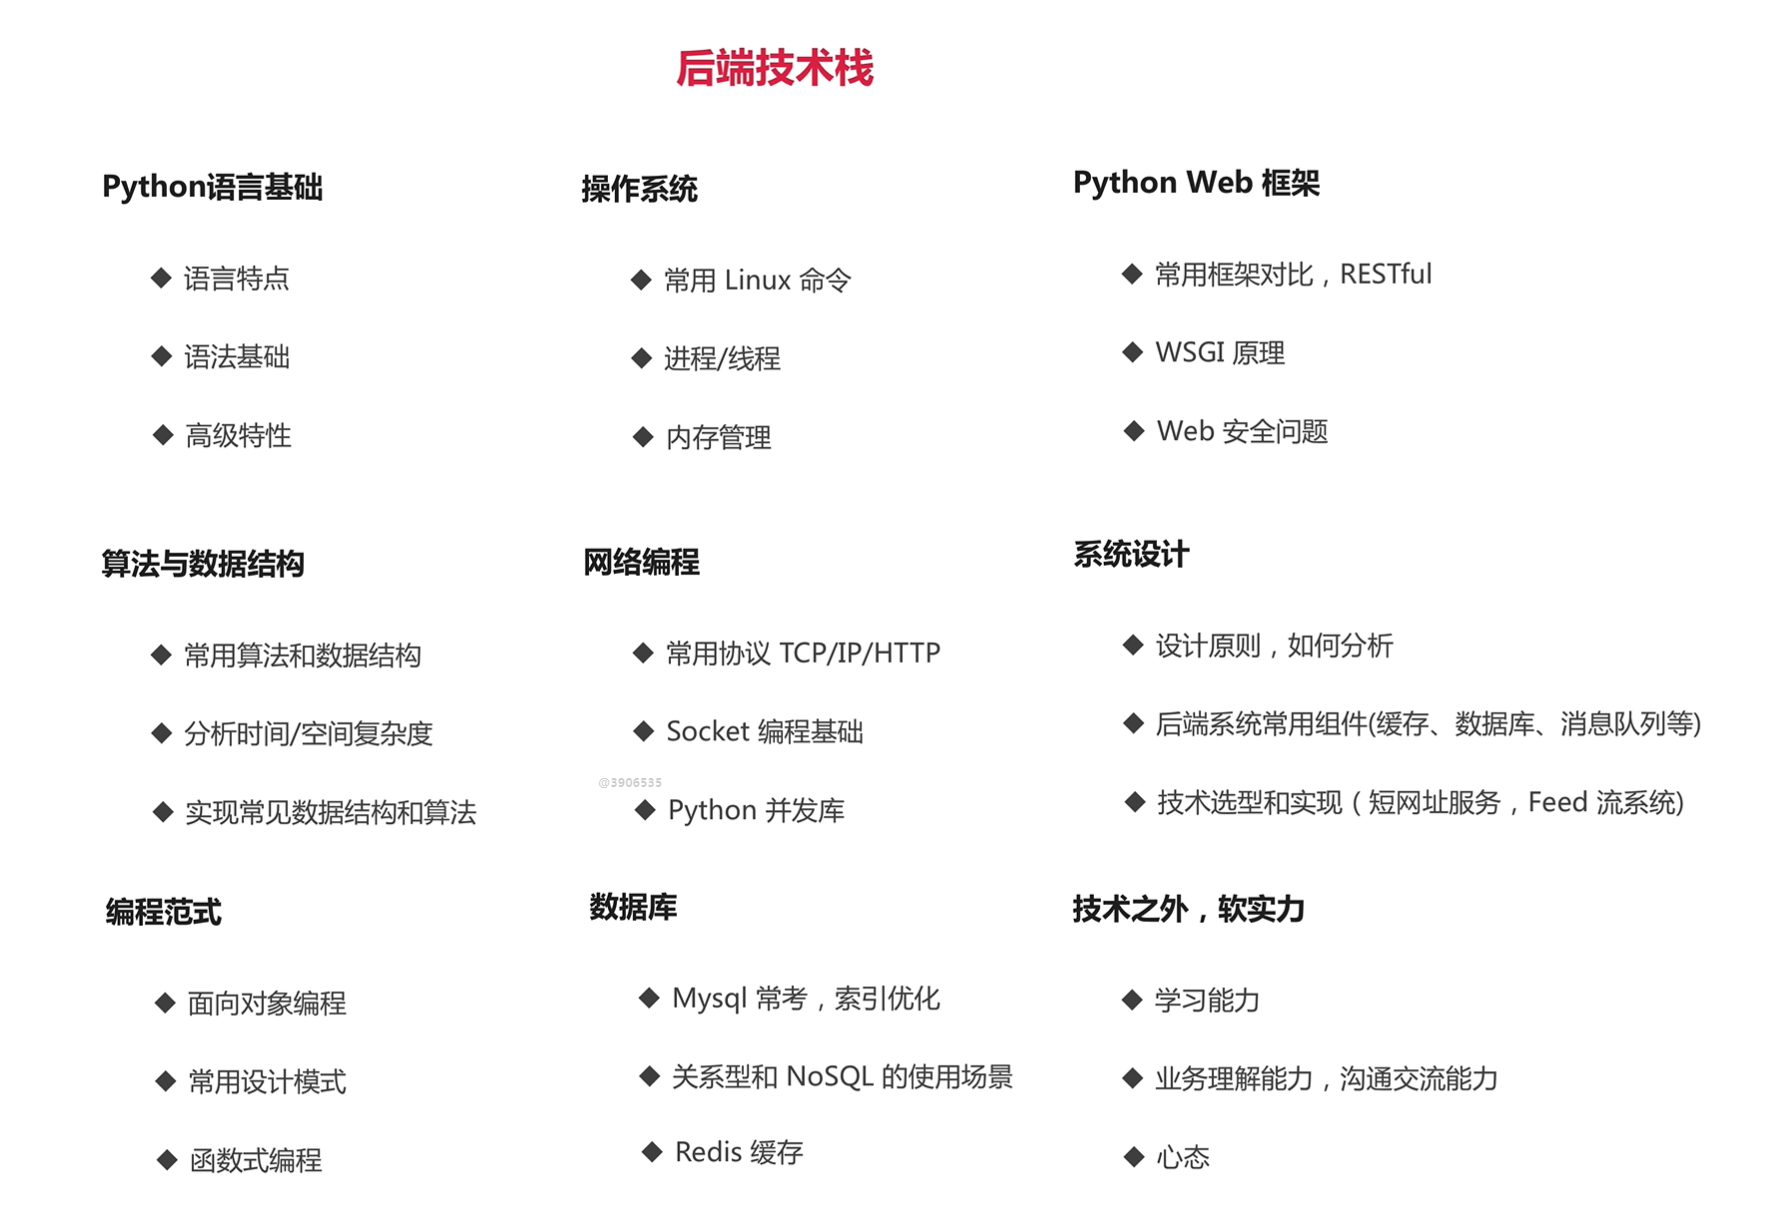 后端技术栈
Python语言基础
◆ 语言特点
◆ 语法基础
◆ 高级特性
操作系统
◆ 常用 Linux 命令
◆ 进程/线程
◆ 内存管理
Python Web 框架
◆ 常用框架对比，RESTful
◆ WSGI 原理
◆ Web 安全问题
算法与数据结构
◆ 常用算法和数据结构
◆ 分析时间/空间复杂度
◆ 实现常见数据结构和算法
网络编程
◆ 常用协议 TCP/IP/HTTP
◆ Socket 编程基础
@3906535
◆ Python 并发库
系统设计
◆ 设计原则，如何分析
◆ 后端系统常用组件(缓存、数据库、消息队列等)
◆ 技术选型和实现（短网址服务，Feed 流系统)
编程范式
◆ 面向对象编程
◆ 常用设计模式
◆ 函数式编程
数据库
◆ Mysql 常考，索引优化
◆ 关系型和 NoSQL 的使用场景
◆ Redis 缓存
技术之外，软实力
◆ 学习能力
◆ 业务理解能力，沟通交流能力
◆ 心态